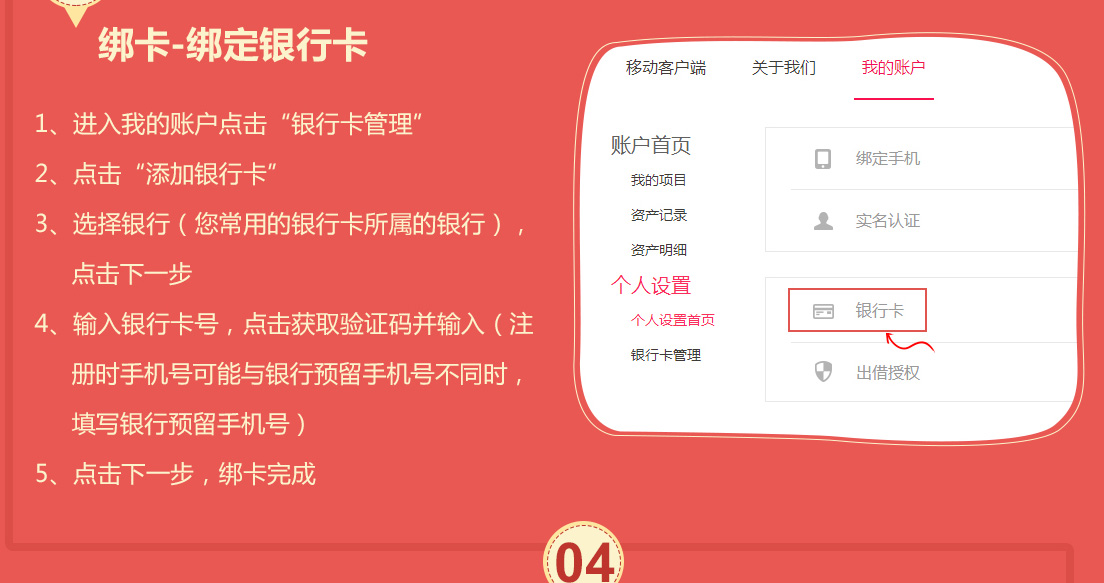 绑卡-绑定银行卡
1、进入我的账户点击“银行卡管理”
2、点击“添加银行卡”
3、选择银行（您常用的银行卡所属的银行），
点击下一步
4、输入银行卡号，点击获取验证码并输入（注
册时手机号可能与银行预留手机号不同时，
填写银行预留手机号）
5、点击下一步，绑卡完成
移动客户端 关于我们 我的账户
账户首页
我的项目
资产记录
资产明细
个人设置
个人设置首页
银行卡管理
绑定手机
实名认证
银行卡
出借授权
04